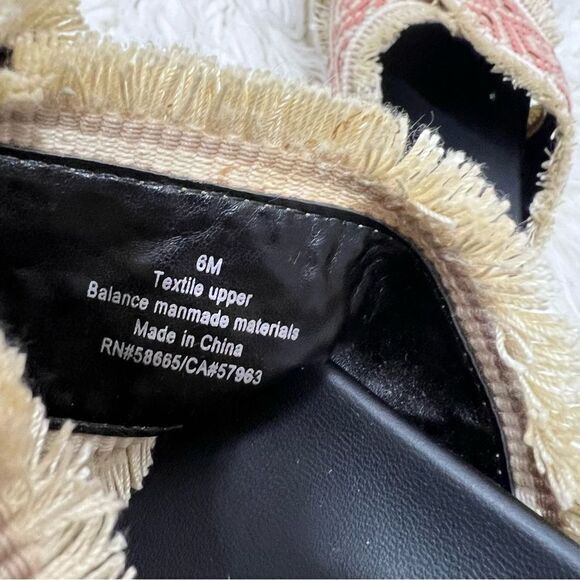 6M
Textile upper
Balance manmade materials
Made in China
RN#58665/CA#57963